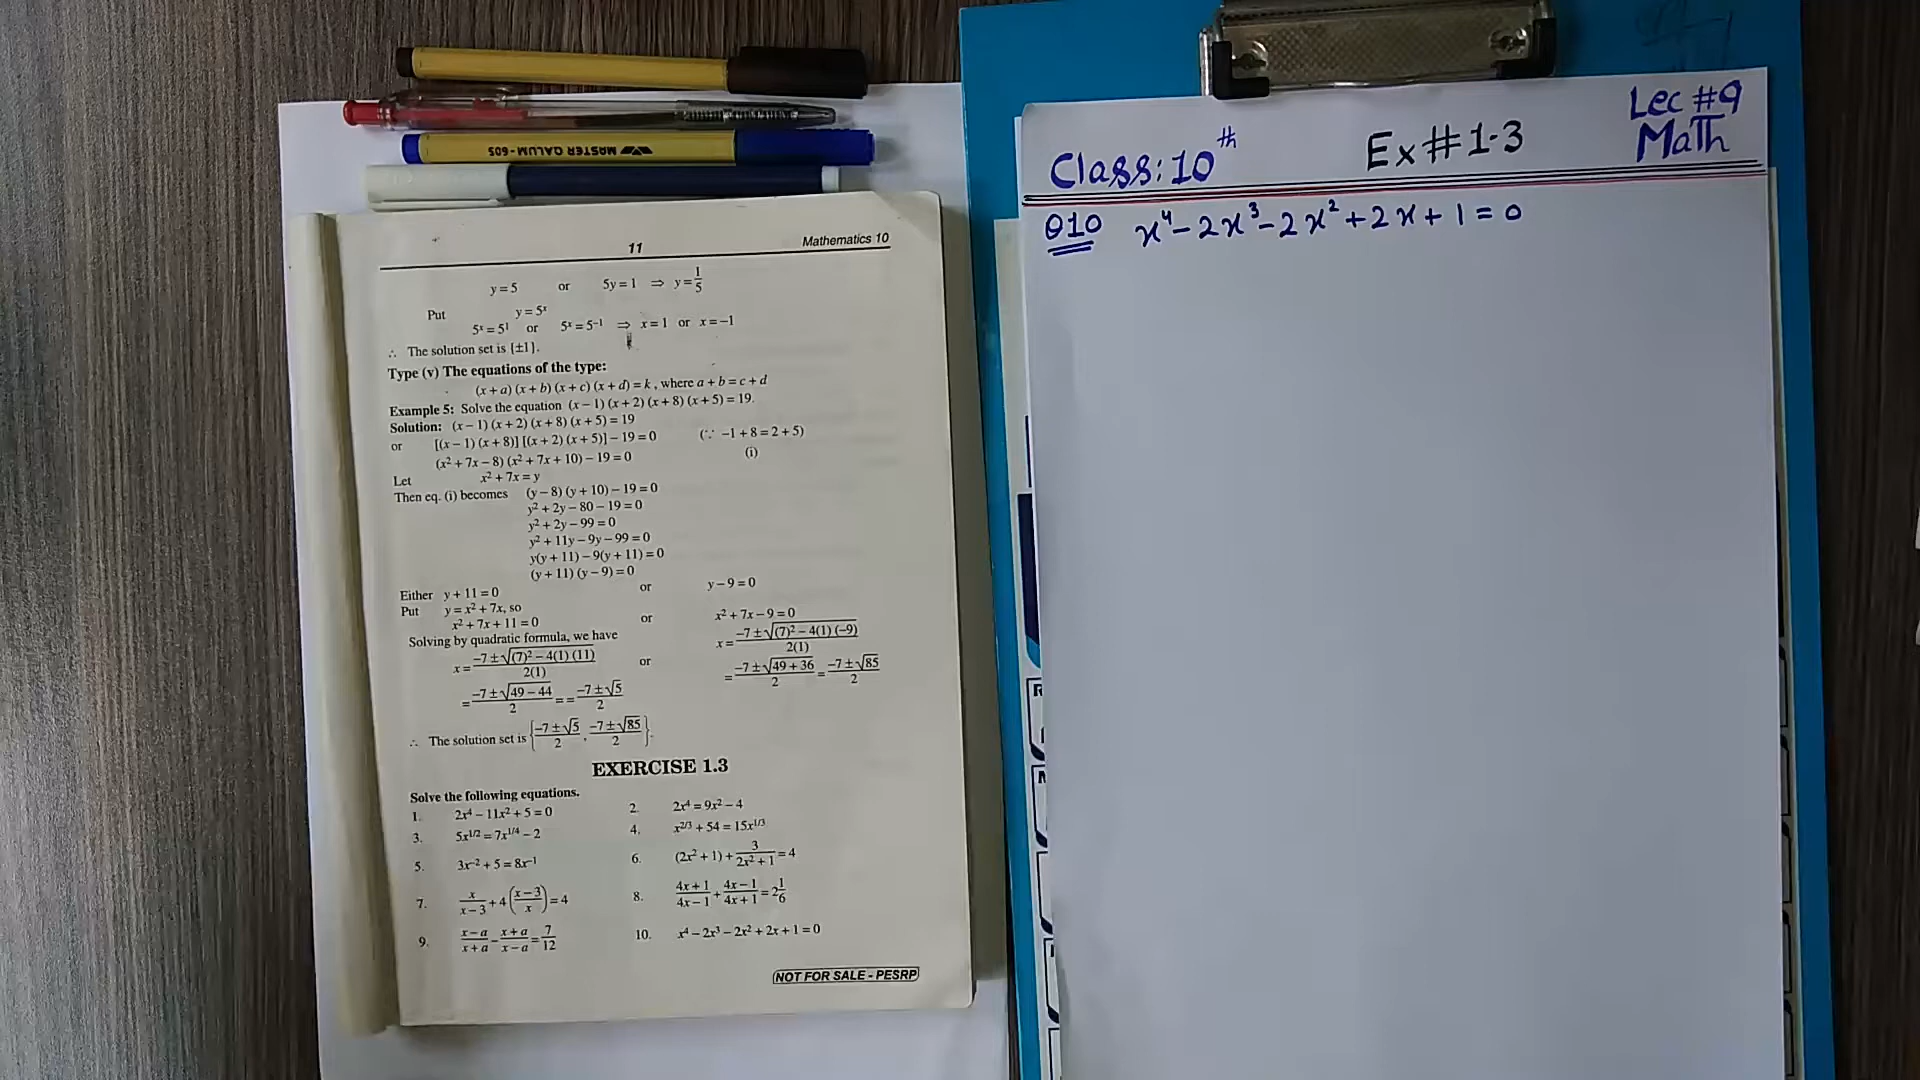 MASTER QALUM-605
11
Mathematics 10
y = 5 or 5y = 1 ⇒ y = 1/5
Put y = 5ˣ
5ˣ = 5¹ or 5ˣ = 5⁻¹ ⇒ x = 1 or x = −1
∴ The solution set is {±1}.
Type (v) The equations of the type:
(x + a) (x + b) (x + c) (x + d) = k , where a + b = c + d
Example 5: Solve the equation (x − 1) (x + 2) (x + 8) (x + 5) = 19.
Solution: (x − 1) (x + 2) (x + 8) (x + 5) = 19
or [(x − 1) (x + 8)] [(x + 2) (x + 5)] − 19 = 0 (∵ −1 + 8 = 2 + 5)
(x² + 7x − 8) (x² + 7x + 10) − 19 = 0 (i)
Let x² + 7x = y
Then eq. (i) becomes (y − 8) (y + 10) − 19 = 0
y² + 2y − 80 − 19 = 0
y² + 2y − 99 = 0
y² + 11y − 9y − 99 = 0
y(y + 11) − 9(y + 11) = 0
(y + 11) (y − 9) = 0
Either y + 11 = 0 or y − 9 = 0
Put y = x² + 7x, so
x² + 7x + 11 = 0 or x² + 7x − 9 = 0
Solving by quadratic formula, we have
x = −7 ± √(7)² − 4(1) (11) / 2(1) or x = −7 ± √(7)² − 4(1) (−9) / 2(1)
= −7 ± √49 − 44 / 2 = = −7 ± √5 / 2 = −7 ± √49 + 36 / 2 = −7 ± √85 / 2
∴ The solution set is {−7 ± √5 / 2, −7 ± √85 / 2}.
EXERCISE 1.3
Solve the following equations.
1. 2x⁴ − 11x² + 5 = 0 2. 2x⁴ = 9x² − 4
3. 5x^1/2 = 7x^1/4 − 2 4. x^2/3 + 54 = 15x^1/3
5. 3x⁻² + 5 = 8x⁻¹ 6. (2x² + 1) + 3/(2x² + 1) = 4
7. x/(x − 3) + 4((x − 3)/x) = 4 8. (4x + 1)/(4x − 1) + (4x − 1)/(4x + 1) = 2 1/6
9. (x − a)/(x + a) − (x + a)/(x − a) = 7/12 10. x⁴ − 2x³ − 2x² + 2x + 1 = 0
NOT FOR SALE - PESRP
Class: 10th Ex # 1.3 Lec #9
Math
Q10 x⁴ − 2x³ − 2x² + 2x + 1 = 0